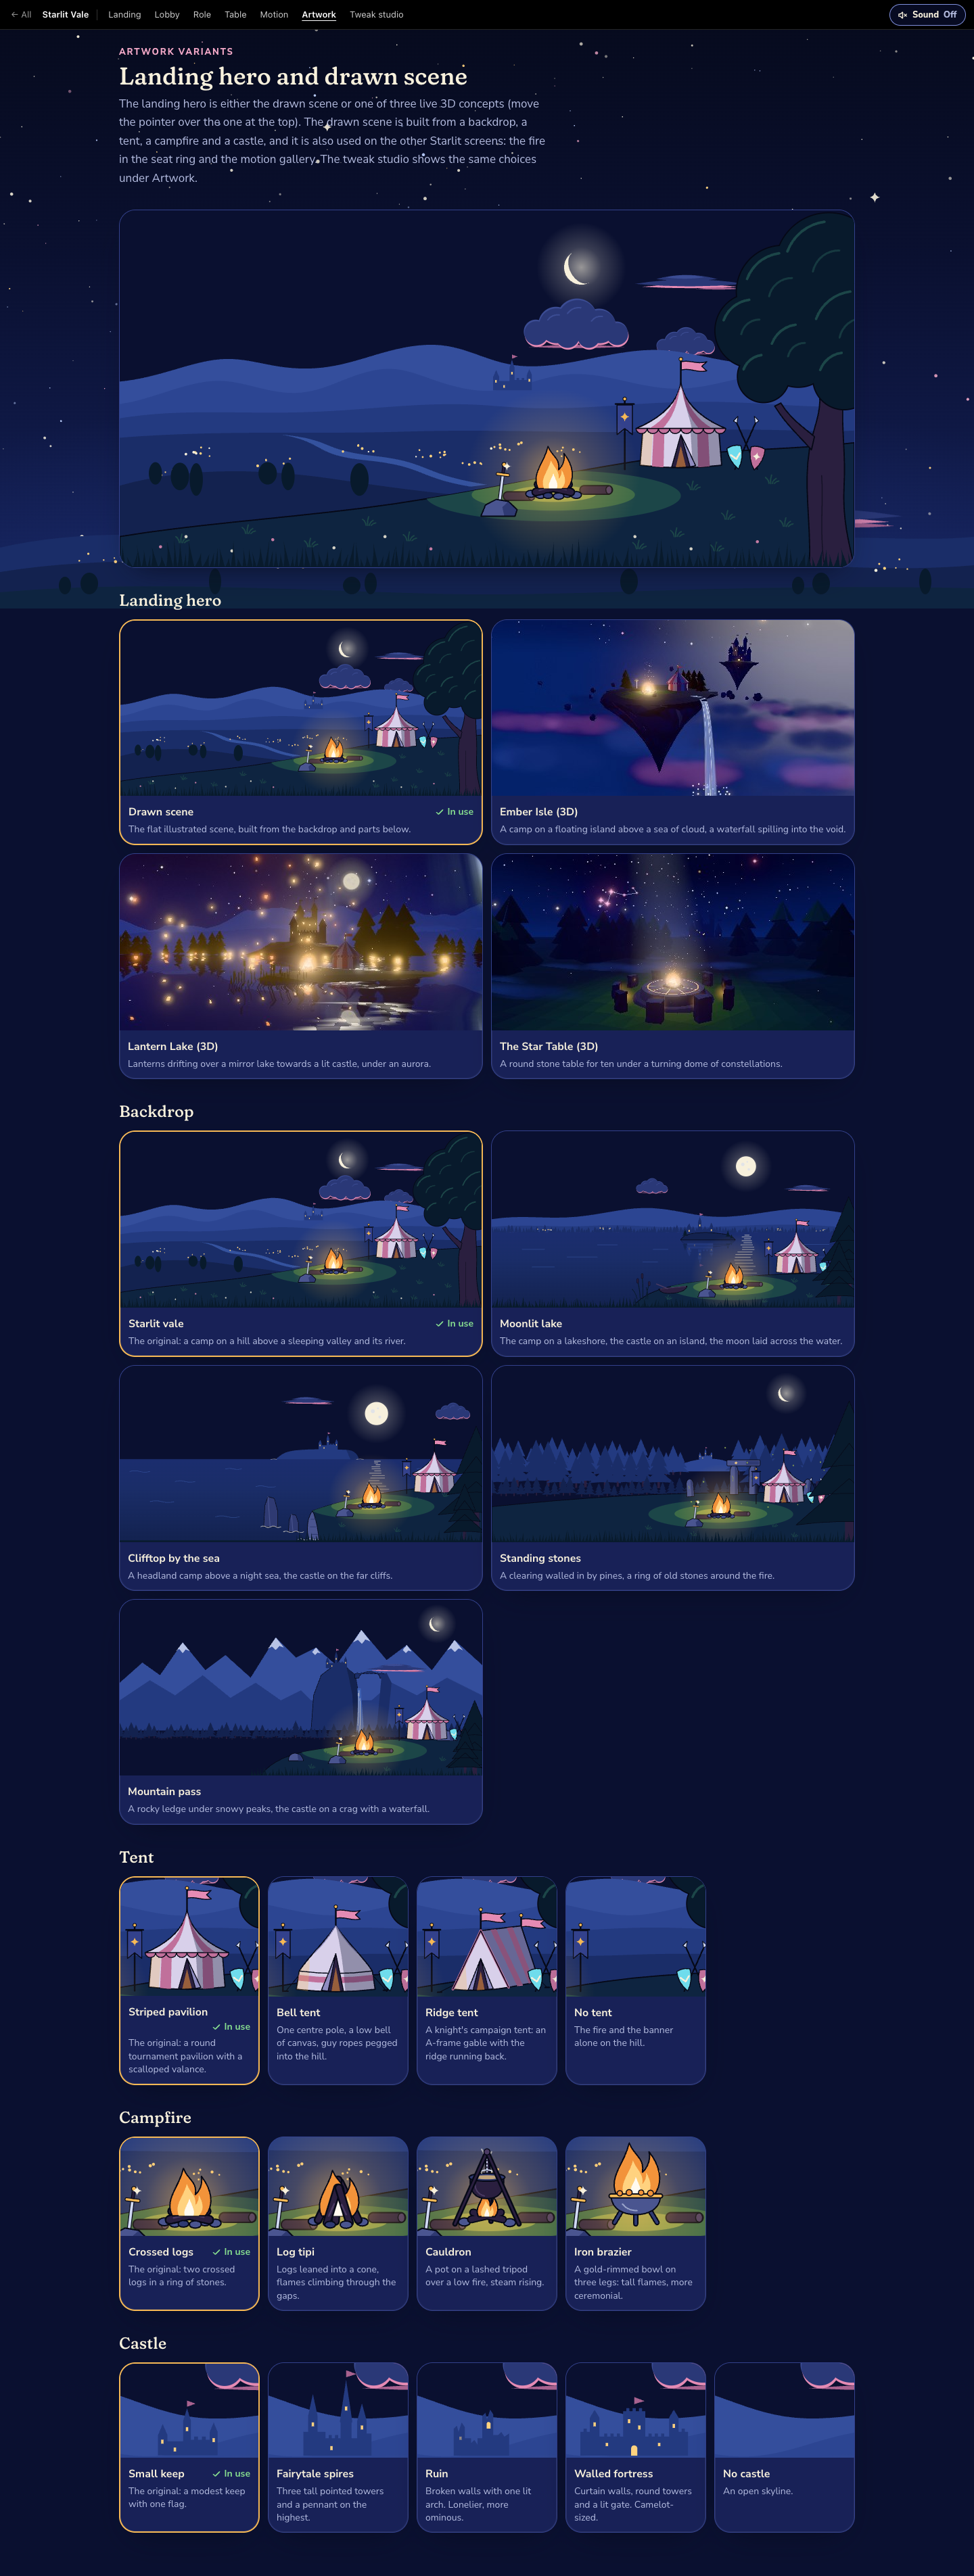 ← All Starlit Vale Landing Lobby Role Table Motion Artwork Tweak studio Sound Off
ARTWORK VARIANTS
Landing hero and drawn scene
The landing hero is either the drawn scene or one of three live 3D concepts (move
the pointer over the one at the top). The drawn scene is built from a backdrop, a
tent, a campfire and a castle, and it is also used on the other Starlit screens: the fire
in the seat ring and the motion gallery. The tweak studio shows the same choices
under Artwork.
Landing hero
Drawn scene ✓ In use
The flat illustrated scene, built from the backdrop and parts below.
Ember Isle (3D)
A camp on a floating island above a sea of cloud, a waterfall spilling into the void.
Lantern Lake (3D)
Lanterns drifting over a mirror lake towards a lit castle, under an aurora.
The Star Table (3D)
A round stone table for ten under a turning dome of constellations.
Backdrop
Starlit vale ✓ In use
The original: a camp on a hill above a sleeping valley and its river.
Moonlit lake
The camp on a lakeshore, the castle on an island, the moon laid across the water.
Clifftop by the sea
A headland camp above a night sea, the castle on the far cliffs.
Standing stones
A clearing walled in by pines, a ring of old stones around the fire.
Mountain pass
A rocky ledge under snowy peaks, the castle on a crag with a waterfall.
Tent
Striped pavilion
✓ In use
The original: a round
tournament pavilion with a
scalloped valance.
Bell tent
One centre pole, a low bell
of canvas, guy ropes pegged
into the hill.
Ridge tent
A knight's campaign tent: an
A-frame gable with the
ridge running back.
No tent
The fire and the banner
alone on the hill.
Campfire
Crossed logs ✓ In use
The original: two crossed
logs in a ring of stones.
Log tipi
Logs leaned into a cone,
flames climbing through the
gaps.
Cauldron
A pot on a lashed tripod
over a low fire, steam rising.
Iron brazier
A gold-rimmed bowl on
three legs: tall flames, more
ceremonial.
Castle
Small keep ✓ In use
The original: a modest keep
with one flag.
Fairytale spires
Three tall pointed towers
and a pennant on the
highest.
Ruin
Broken walls with one lit
arch. Lonelier, more
ominous.
Walled fortress
Curtain walls, round towers
and a lit gate. Camelot-
sized.
No castle
An open skyline.